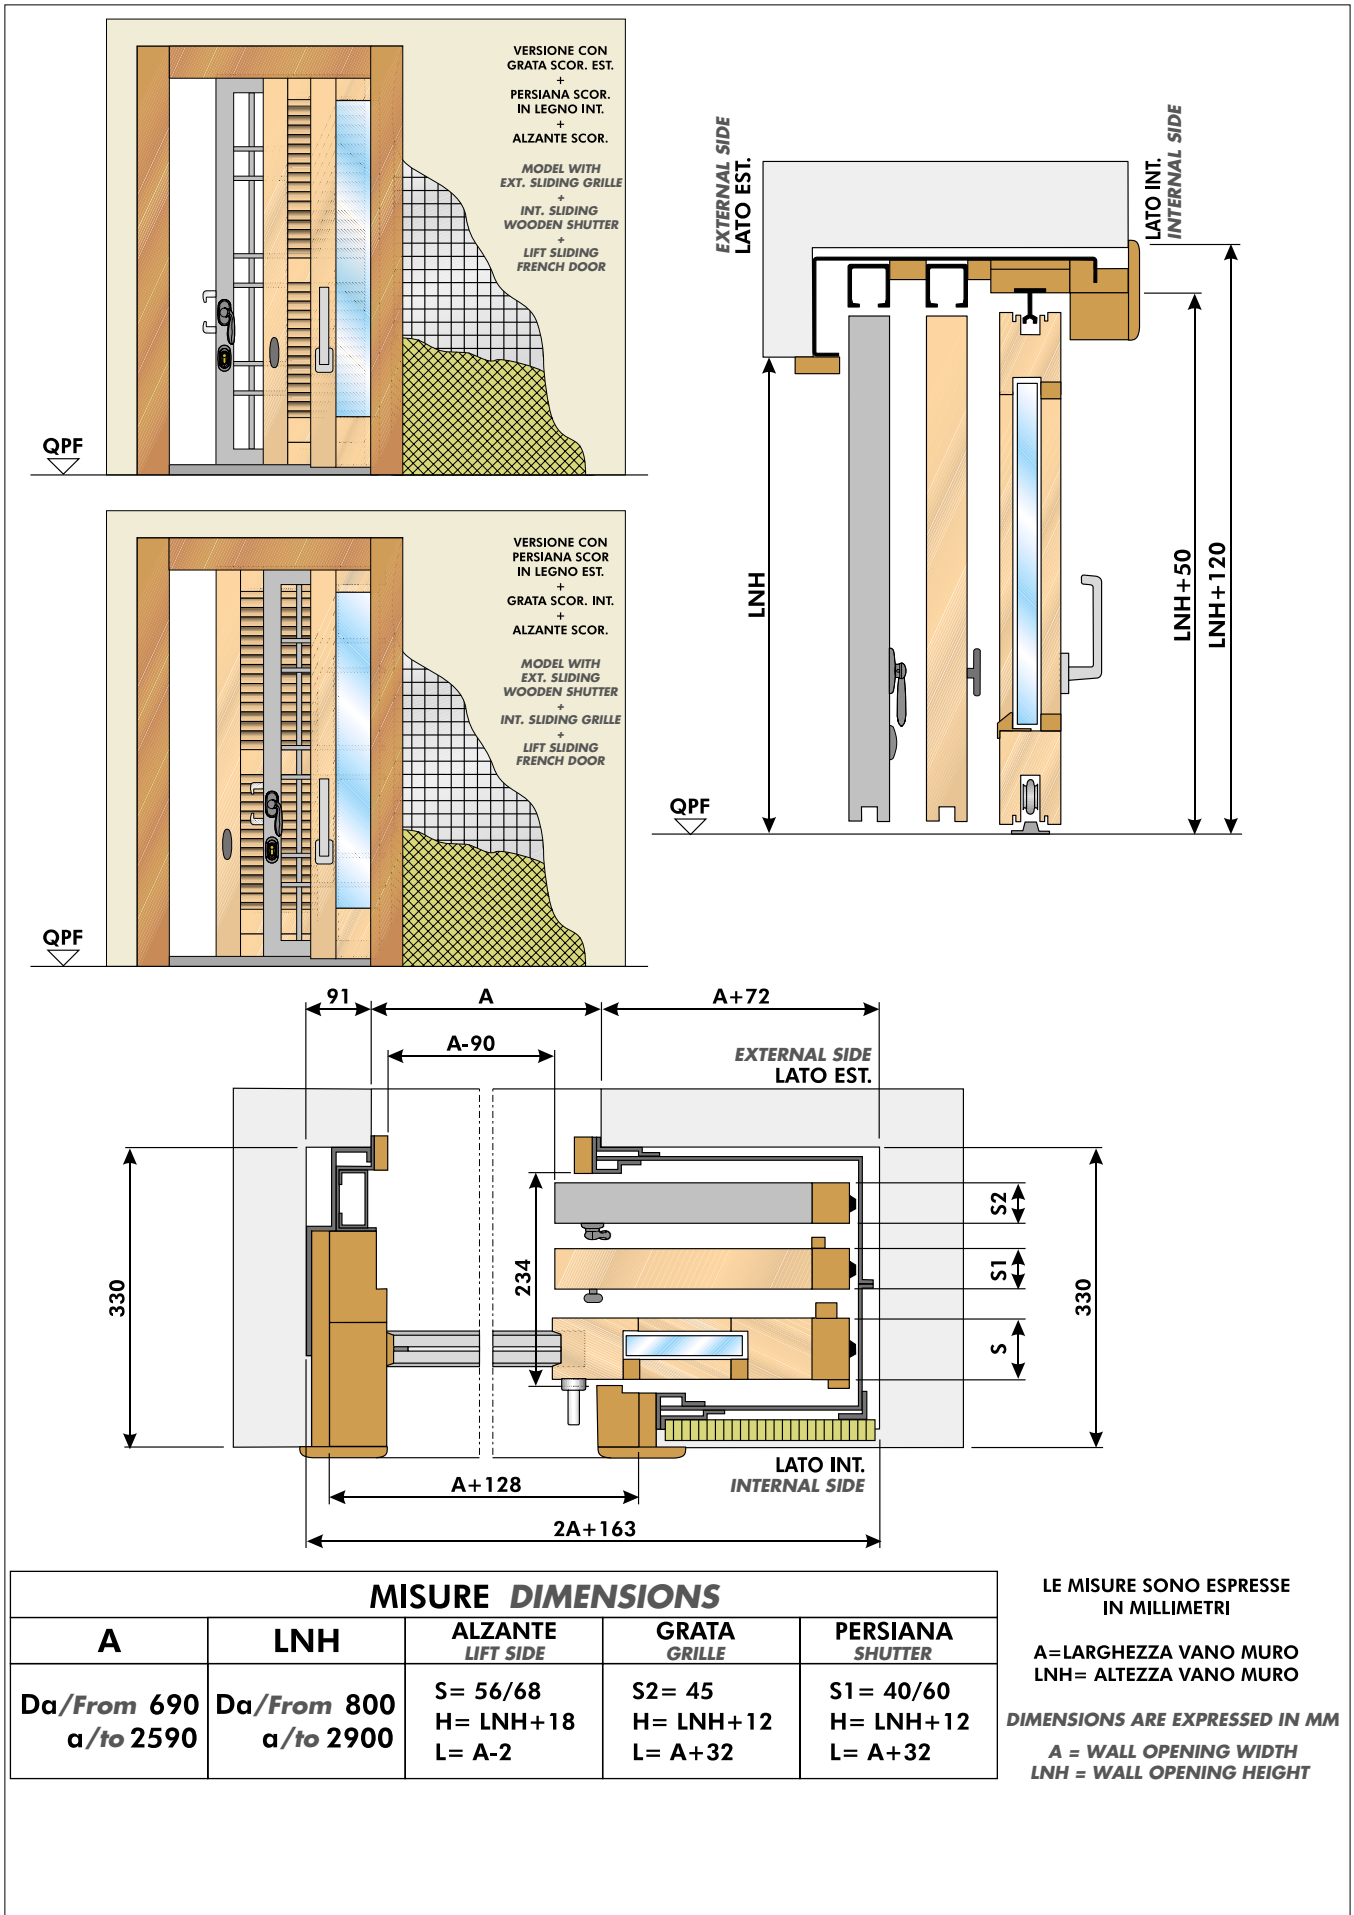 VERSIONE CON
GRATA SCOR. EST.
+
PERSIANA SCOR.
IN LEGNO INT.
+
ALZANTE SCOR.
MODEL WITH
EXT. SLIDING GRILLE
+
INT. SLIDING
WOODEN SHUTTER
+
LIFT SLIDING
FRENCH DOOR
QPF
VERSIONE CON
PERSIANA SCOR
IN LEGNO EST.
+
GRATA SCOR. INT.
+
ALZANTE SCOR.
MODEL WITH
EXT. SLIDING
WOODEN SHUTTER
+
INT. SLIDING GRILLE
+
LIFT SLIDING
FRENCH DOOR
QPF
EXTERNAL SIDE
LATO EST.
LATO INT.
INTERNAL SIDE
LNH
LNH+50
LNH+120
QPF
91
A
A+72
A-90
EXTERNAL SIDE
LATO EST.
330
234
S2
S1
S
330
LATO INT.
INTERNAL SIDE
A+128
2A+163
MISURE DIMENSIONS
A
LNH
ALZANTE
LIFT SIDE
GRATA
GRILLE
PERSIANA
SHUTTER
Da/From 690
a/to 2590
Da/From 800
a/to 2900
S= 56/68
H= LNH+18
L= A-2
S2= 45
H= LNH+12
L= A+32
S1= 40/60
H= LNH+12
L= A+32
LE MISURE SONO ESPRESSE
IN MILLIMETRI
A=LARGHEZZA VANO MURO
LNH= ALTEZZA VANO MURO
DIMENSIONS ARE EXPRESSED IN MM
A = WALL OPENING WIDTH
LNH = WALL OPENING HEIGHT